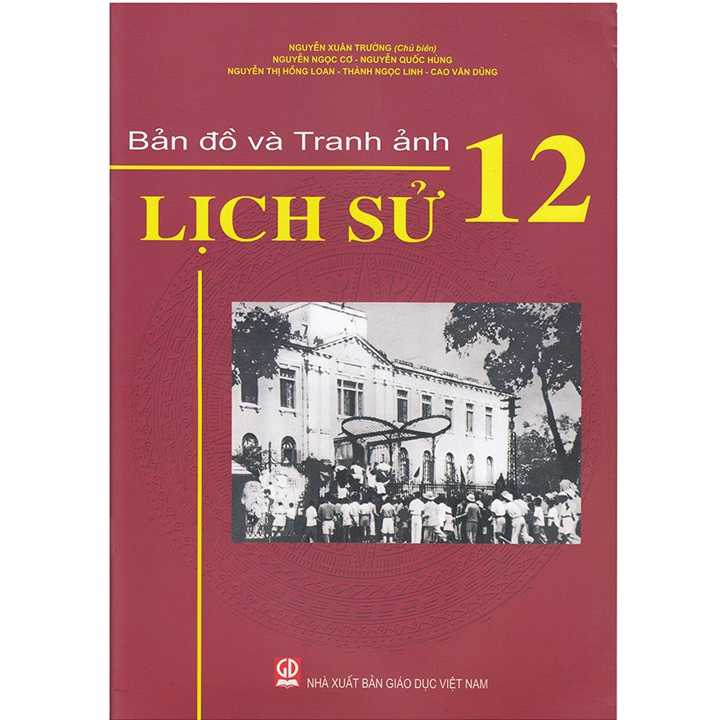 NGUYỄN XUÂN TRƯỜNG (Chủ biên)
NGUYỄN NGỌC CƠ - NGUYỄN QUỐC HÙNG
NGUYỄN THỊ HỒNG LOAN - THÀNH NGỌC LINH - CAO VĂN DŨNG
Bản đồ và Tranh ảnh
LỊCH SỬ 12
GD
NHÀ XUẤT BẢN GIÁO DỤC VIỆT NAM